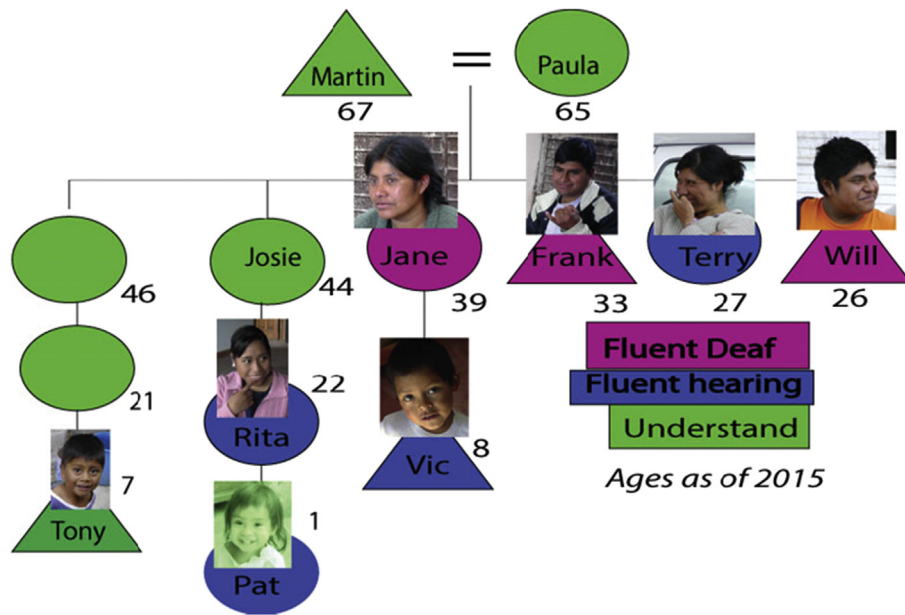 Martin
=
Paula
67
65
46
Josie
44
Jane
39
Frank
33
Terry
27
Will
26
21
Rita
22
Vic
8
Tony
7
Pat
1
Fluent Deaf
Fluent hearing
Understand
Ages as of 2015